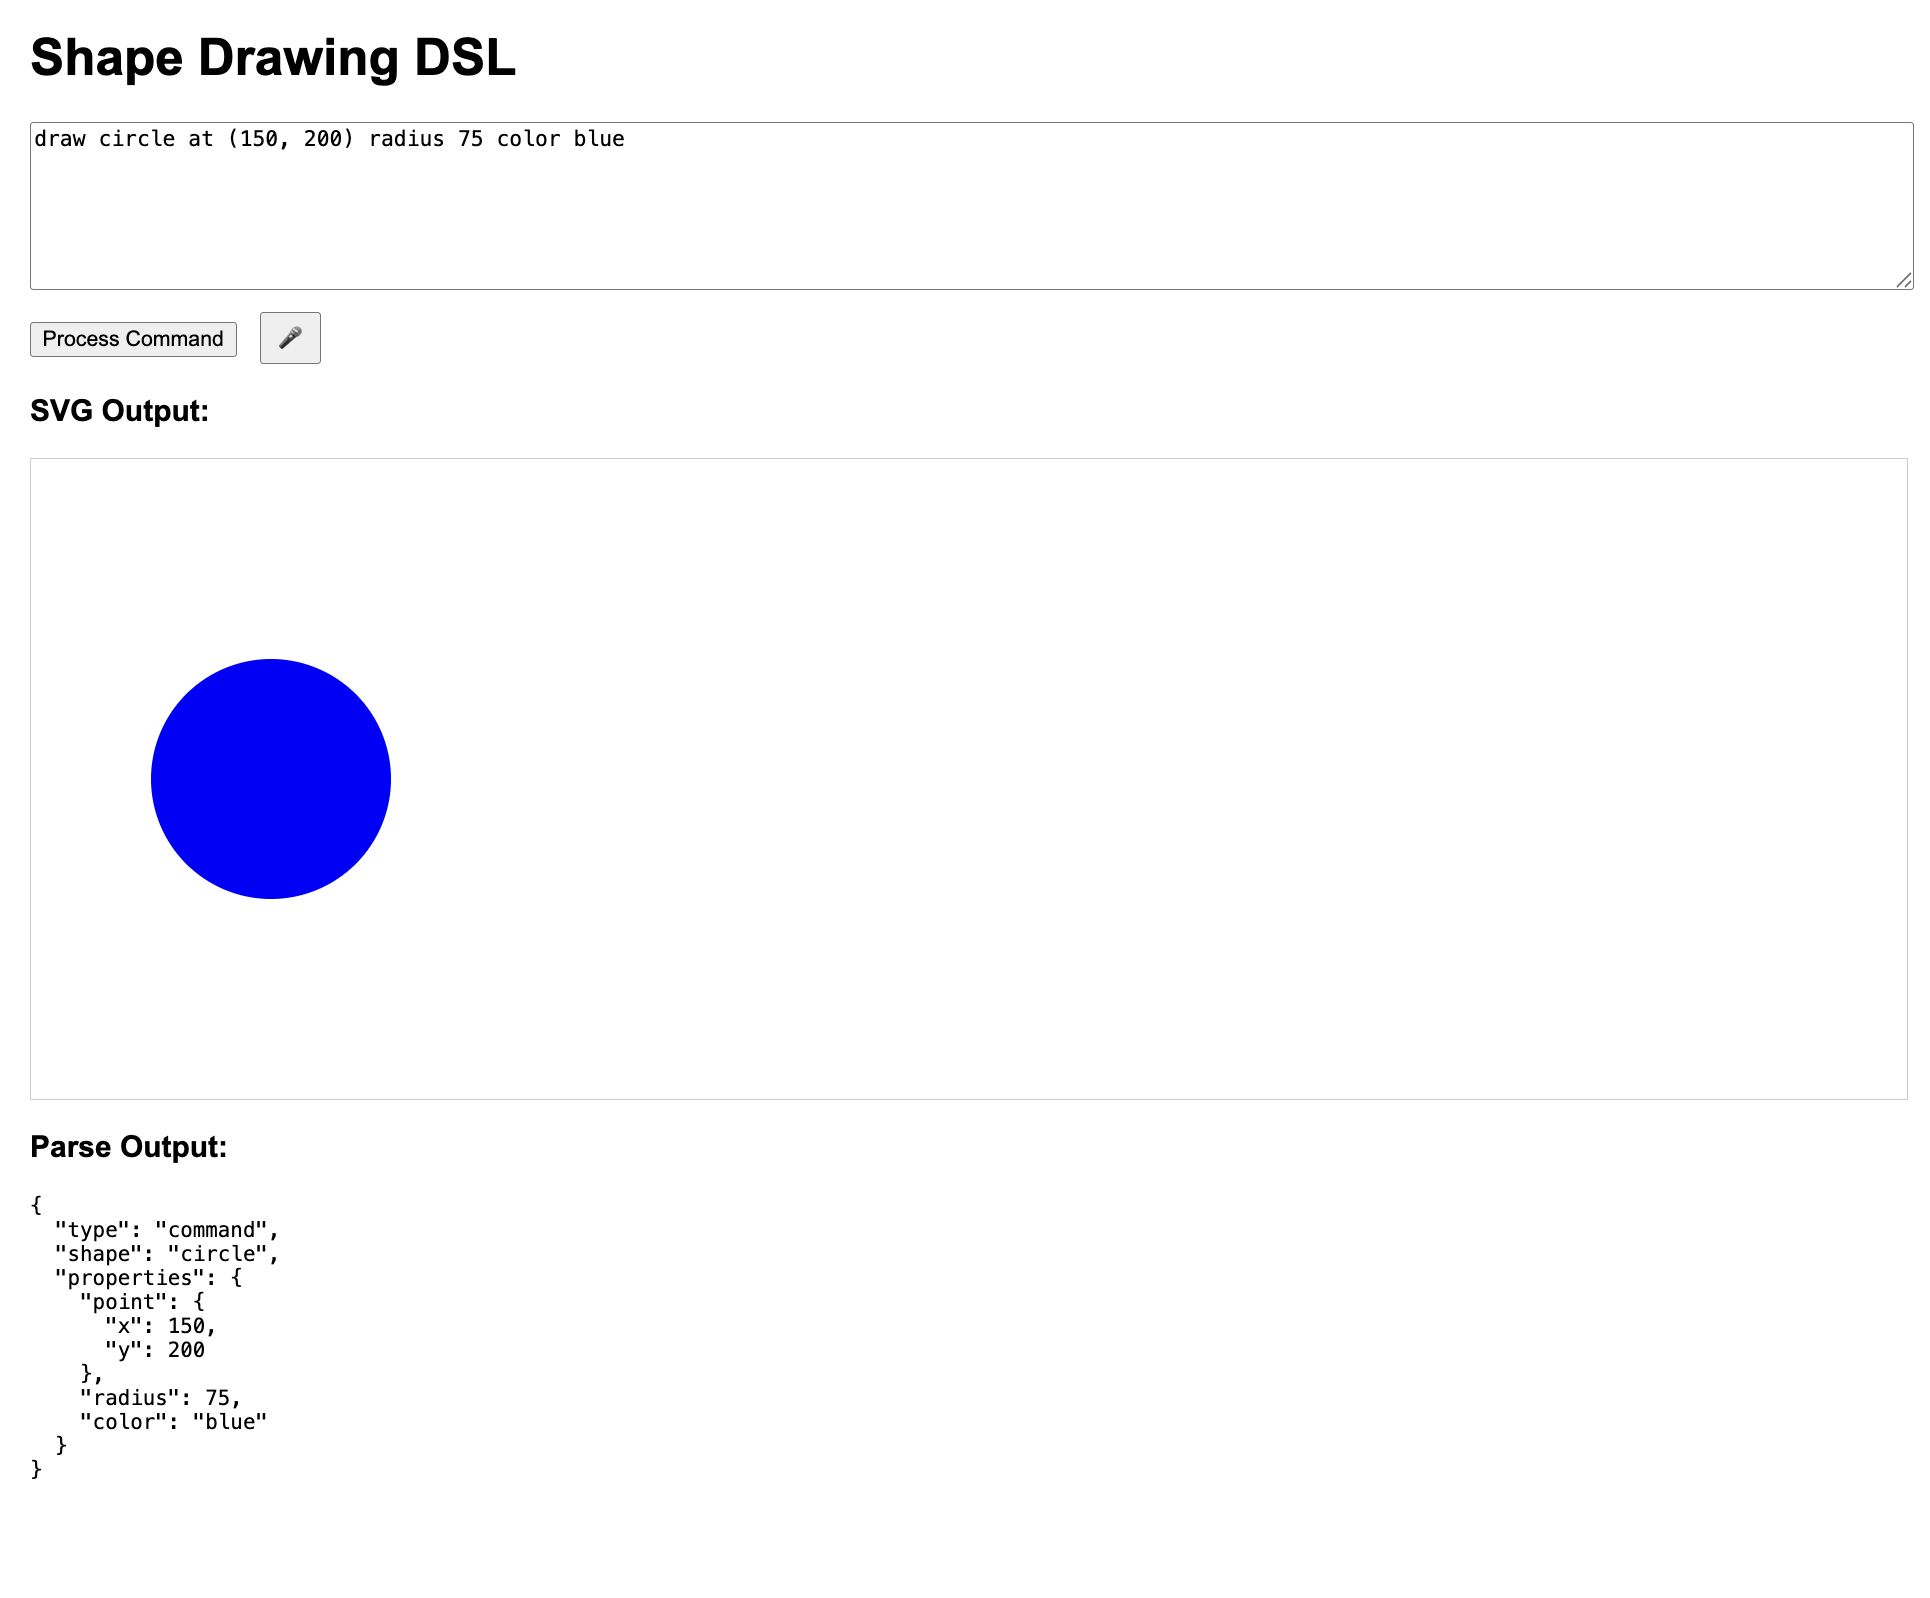 Shape Drawing DSL
draw circle at (150, 200) radius 75 color blue
Process Command
SVG Output:
Parse Output:
{
  "type": "command",
  "shape": "circle",
  "properties": {
    "point": {
      "x": 150,
      "y": 200
    },
    "radius": 75,
    "color": "blue"
  }
}